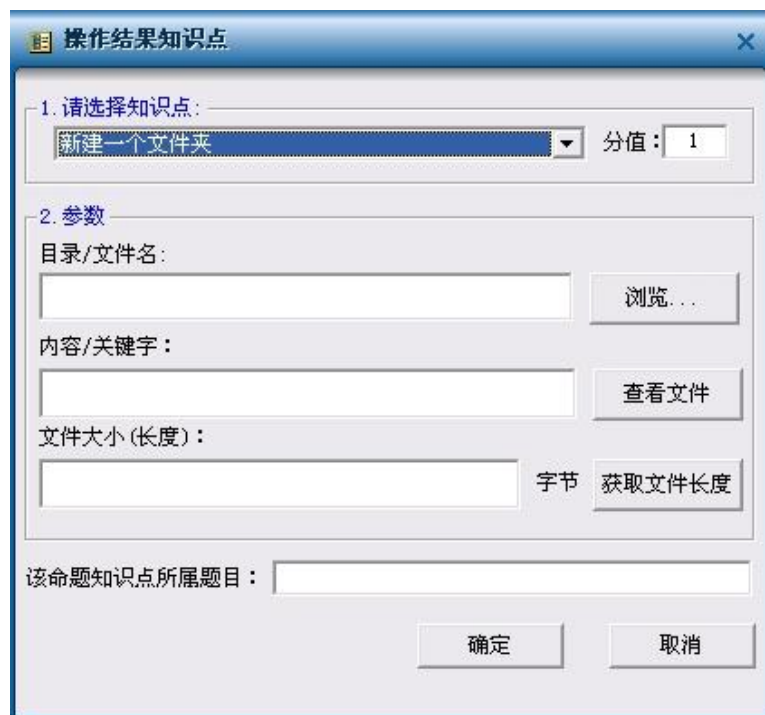 操作结果知识点
1.请选择知识点:
新建一个文件夹 分值: 1
2.参数
目录/文件名:
浏览...
内容/关键字:
查看文件
文件大小(长度):
字节 获取文件长度
该命题知识点所属题目:
确定 取消